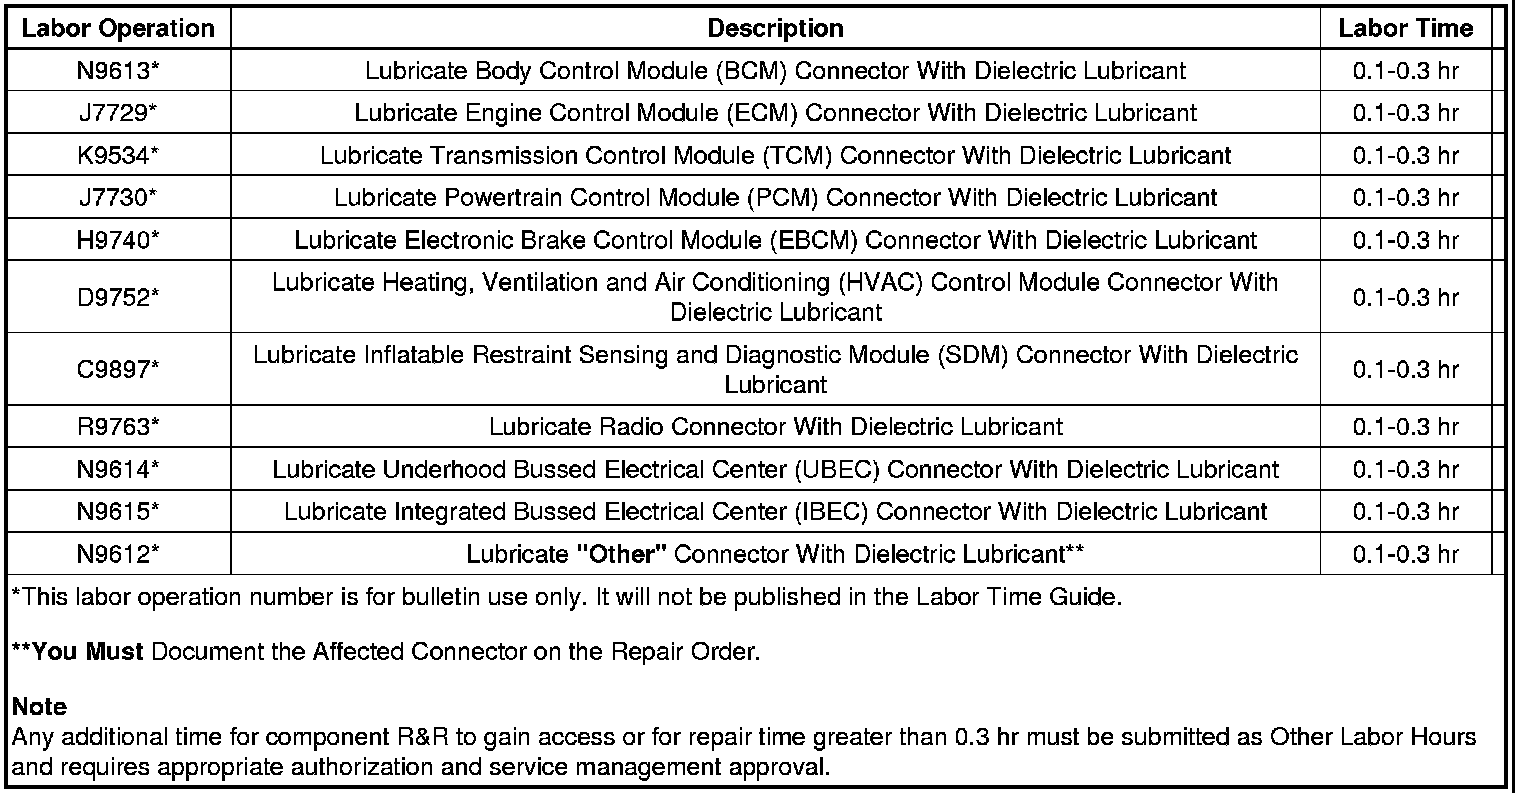 Labor Operation Description Labor Time
N9613* Lubricate Body Control Module (BCM) Connector With Dielectric Lubricant 0.1-0.3 hr
J7729* Lubricate Engine Control Module (ECM) Connector With Dielectric Lubricant 0.1-0.3 hr
K9534* Lubricate Transmission Control Module (TCM) Connector With Dielectric Lubricant 0.1-0.3 hr
J7730* Lubricate Powertrain Control Module (PCM) Connector With Dielectric Lubricant 0.1-0.3 hr
H9740* Lubricate Electronic Brake Control Module (EBCM) Connector With Dielectric Lubricant 0.1-0.3 hr
D9752* Lubricate Heating, Ventilation and Air Conditioning (HVAC) Control Module Connector With
Dielectric Lubricant 0.1-0.3 hr
C9897* Lubricate Inflatable Restraint Sensing and Diagnostic Module (SDM) Connector With Dielectric
Lubricant 0.1-0.3 hr
R9763* Lubricate Radio Connector With Dielectric Lubricant 0.1-0.3 hr
N9614* Lubricate Underhood Bussed Electrical Center (UBEC) Connector With Dielectric Lubricant 0.1-0.3 hr
N9615* Lubricate Integrated Bussed Electrical Center (IBEC) Connector With Dielectric Lubricant 0.1-0.3 hr
N9612* Lubricate "Other" Connector With Dielectric Lubricant** 0.1-0.3 hr
*This labor operation number is for bulletin use only. It will not be published in the Labor Time Guide.
**You Must Document the Affected Connector on the Repair Order.
Note
Any additional time for component R&R to gain access or for repair time greater than 0.3 hr must be submitted as Other Labor Hours
and requires appropriate authorization and service management approval.